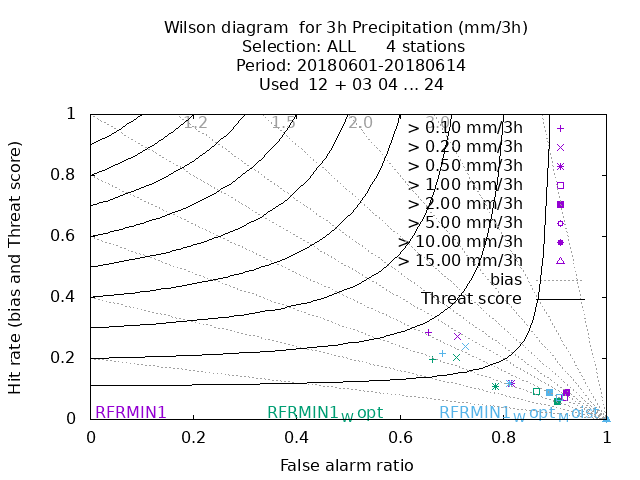 Wilson diagram  for 3h Precipitation (mm/3h)
Selection: ALL      4 stations
Period: 20180601-20180614
Used  12 + 03 04 ... 24
Hit rate (bias and Threat score)
1
0.8
0.6
0.4
0.2
0
1.2
1.5
2.0
3.0
> 0.10 mm/3h
> 0.20 mm/3h
> 0.50 mm/3h
> 1.00 mm/3h
> 2.00 mm/3h
> 5.00 mm/3h
> 10.00 mm/3h
> 15.00 mm/3h
bias
Threat score
RFRMIN1 RFRMIN1Wopt RFRMIN1Wopt
0 0.2 0.4 0.6 0.8 1
False alarm ratio